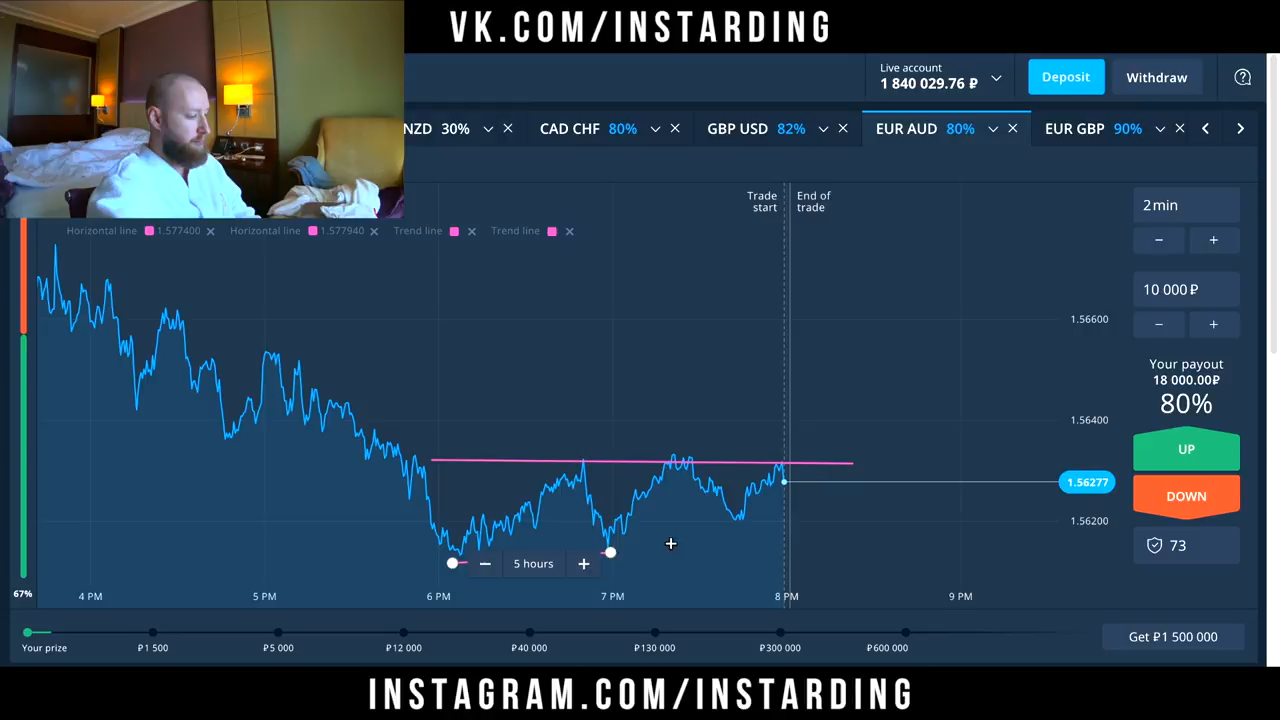 VK.COM/INSTARDING
Live account
1 840 029.76 ₽
Deposit
Withdraw
NZD 30%
CAD CHF 80%
GBP USD 82%
EUR AUD 80%
EUR GBP 90%
Trade start
End of trade
Horizontal line 1.577400
Horizontal line 1.577940
Trend line
Trend line
2 min
− +
10 000 ₽
− +
Your payout
18 000.00₽
80%
UP
DOWN
73
1.56600
1.56400
1.56277
1.56200
− 5 hours +
67%
4 PM
5 PM
6 PM
7 PM
8 PM
9 PM
Your prize
₽1 500
₽5 000
₽12 000
₽40 000
₽130 000
₽300 000
₽600 000
Get ₽1 500 000
INSTAGRAM.COM/INSTARDING